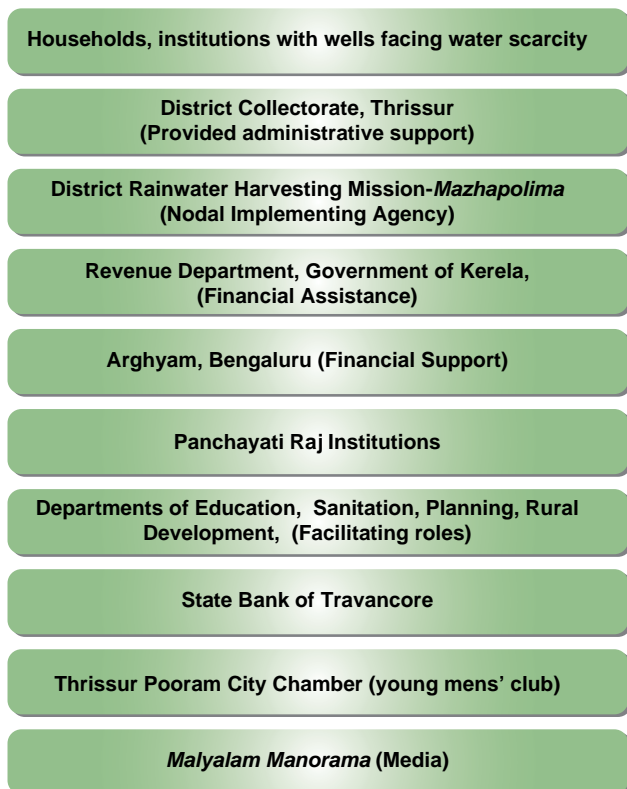 Households, institutions with wells facing water scarcity
District Collectorate, Thrissur
(Provided administrative support)
District Rainwater Harvesting Mission-Mazhapolima
(Nodal Implementing Agency)
Revenue Department, Government of Kerela,
(Financial Assistance)
Arghyam, Bengaluru (Financial Support)
Panchayati Raj Institutions
Departments of Education, Sanitation, Planning, Rural
Development, (Facilitating roles)
State Bank of Travancore
Thrissur Pooram City Chamber (young mens’ club)
Malyalam Manorama (Media)